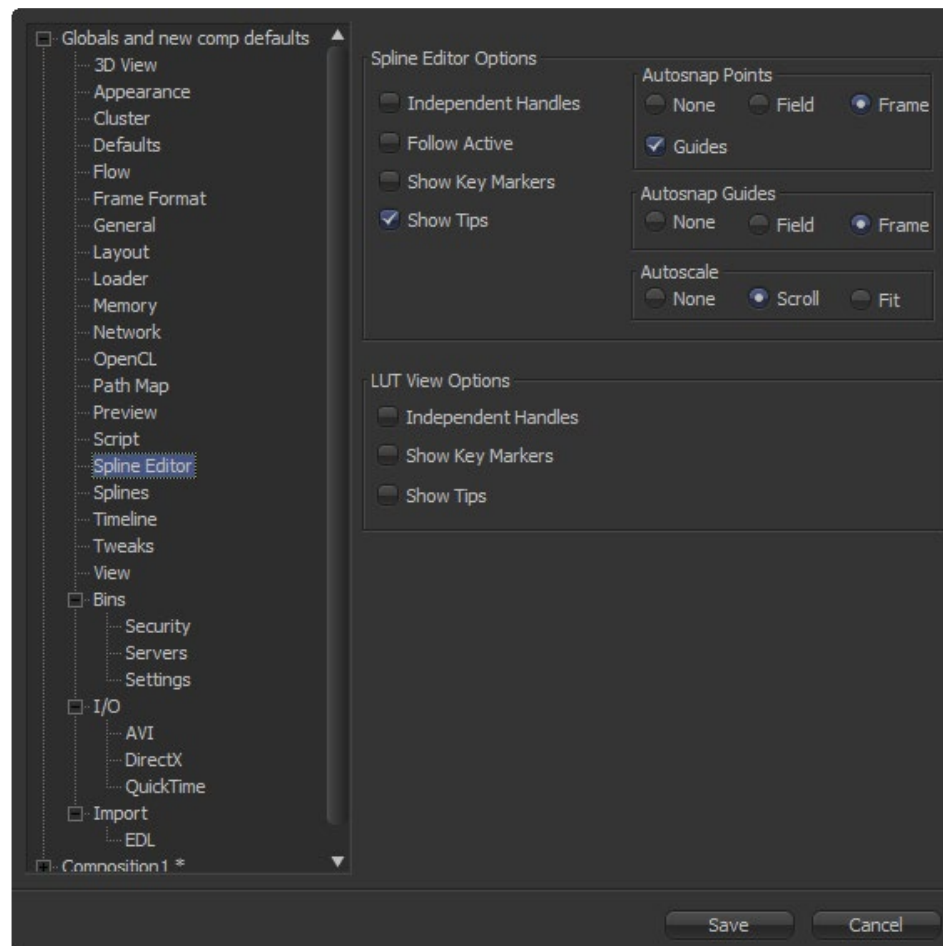 Globals and new comp defaults
3D View
Appearance
Cluster
Defaults
Flow
Frame Format
General
Layout
Loader
Memory
Network
OpenCL
Path Map
Preview
Script
Spline Editor
Splines
Timeline
Tweaks
View
Bins
Security
Servers
Settings
I/O
AVI
DirectX
QuickTime
Import
EDL
Composition1 *
Spline Editor Options
Independent Handles
Follow Active
Show Key Markers
Show Tips
Autosnap Points
None Field Frame
Guides
Autosnap Guides
None Field Frame
Autoscale
None Scroll Fit
LUT View Options
Independent Handles
Show Key Markers
Show Tips
Save Cancel